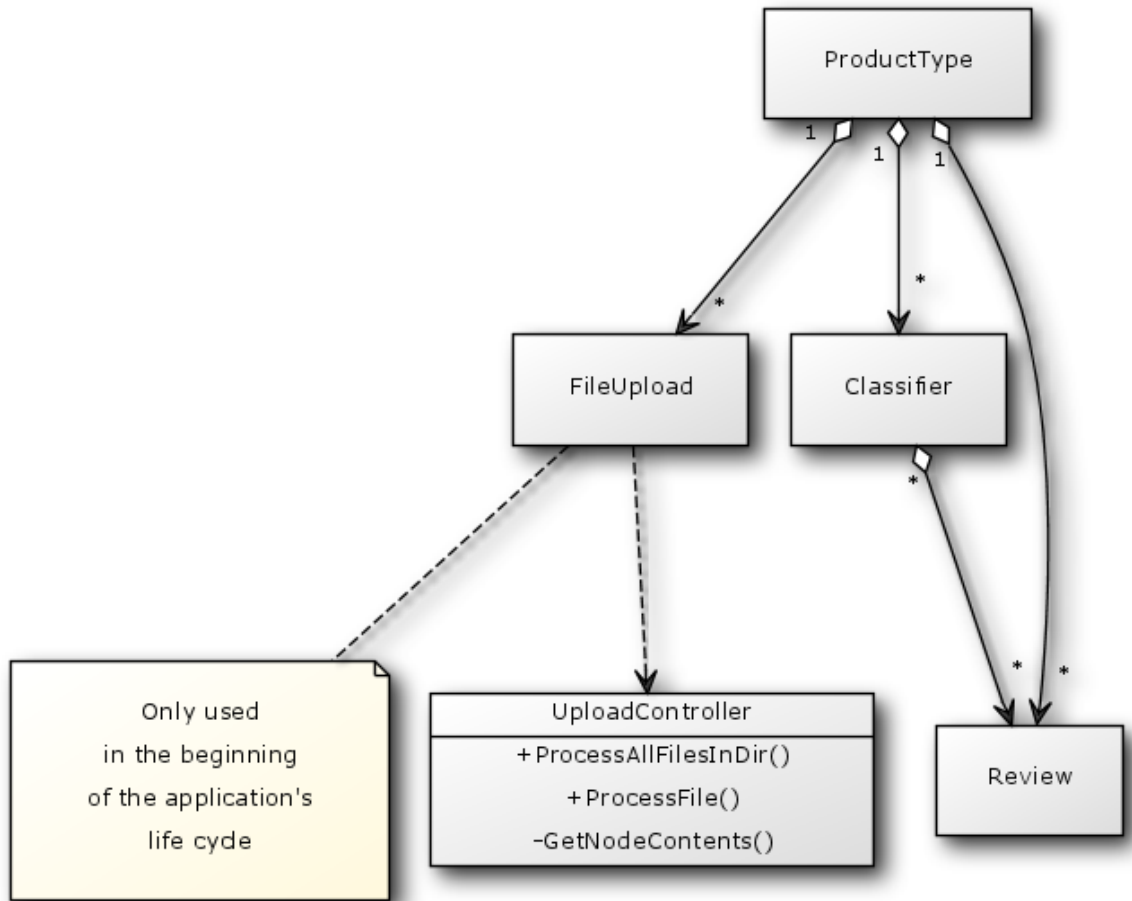 ProductType
1
1
1
*
*
FileUpload
Classifier
*
*
*
Only used
in the beginning
of the application's
life cycle
UploadController
+ProcessAllFilesInDir()
+ProcessFile()
-GetNodeContents()
Review